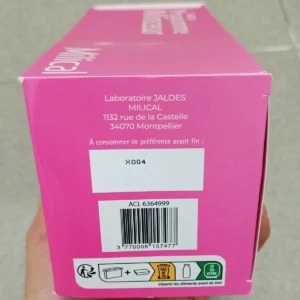 Milical
Laboratoire JALDES
MILICAL
1132 rue de la Castelle
34070 Montpellier
À consommer de préférence avant fin :
X004
ACL 6364999
3 770008 157477